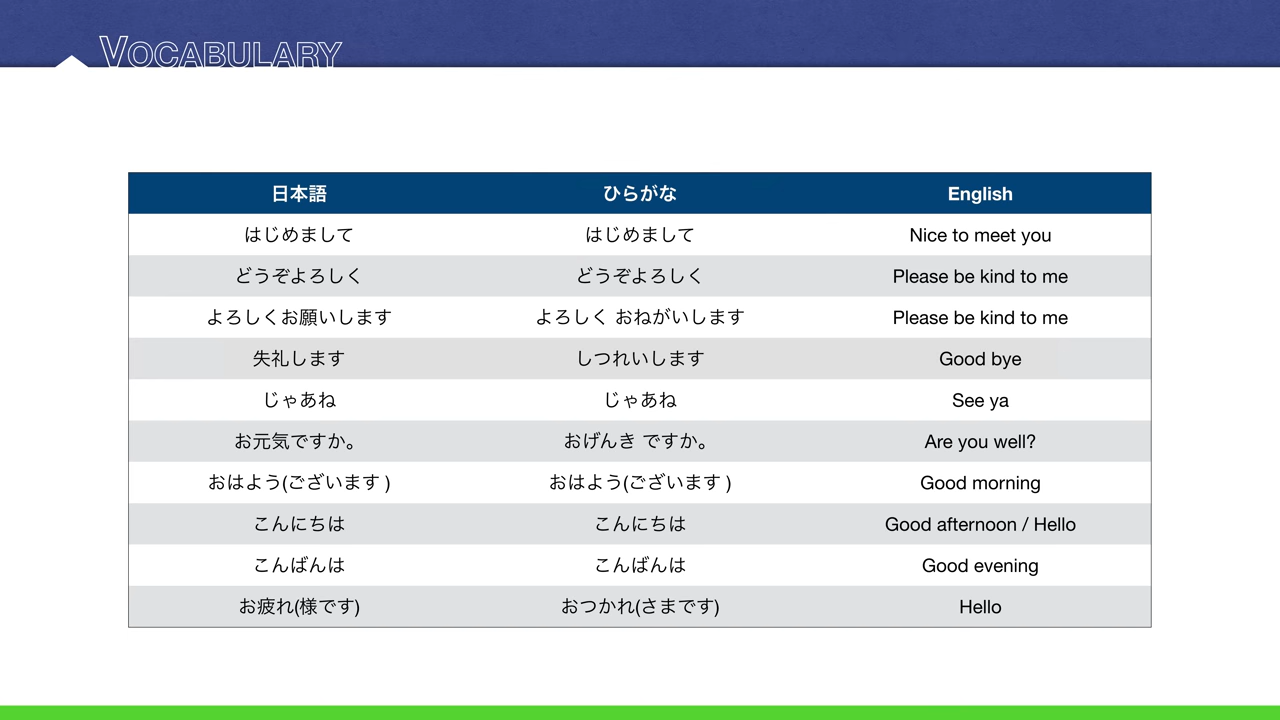 VOCABULARY
日本語 ひらがな English
はじめまして はじめまして Nice to meet you
どうぞよろしく どうぞよろしく Please be kind to me
よろしくお願いします よろしく おねがいします Please be kind to me
失礼します しつれいします Good bye
じゃあね じゃあね See ya
お元気ですか。 おげんき ですか。 Are you well?
おはよう(ございます ) おはよう(ございます ) Good morning
こんにちは こんにちは Good afternoon / Hello
こんばんは こんばんは Good evening
お疲れ(様です) おつかれ(さまです) Hello